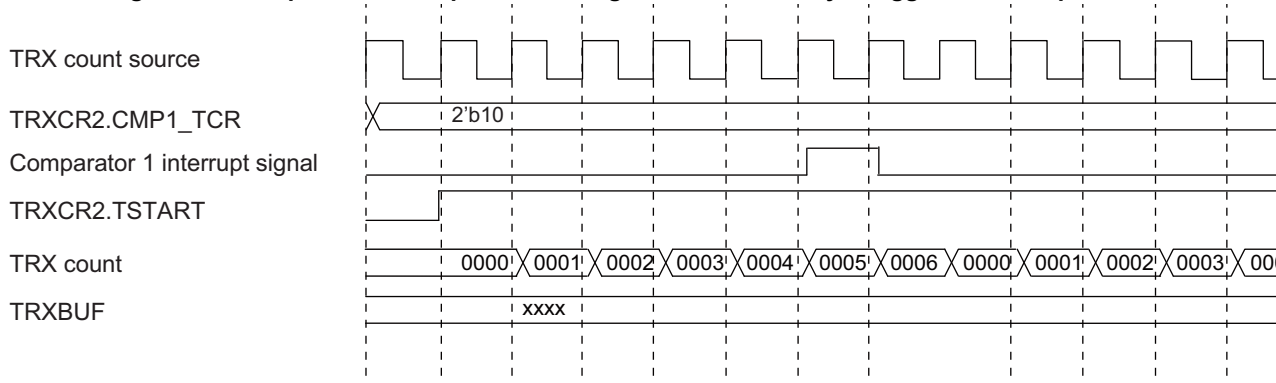 TRX count source
TRXCR2.CMP1_TCR 2'b10
Comparator 1 interrupt signal
TRXCR2.TSTART
TRX count 0000 0001 0002 0003 0004 0005 0006 0000 0001 0002 0003
TRXBUF xxxx